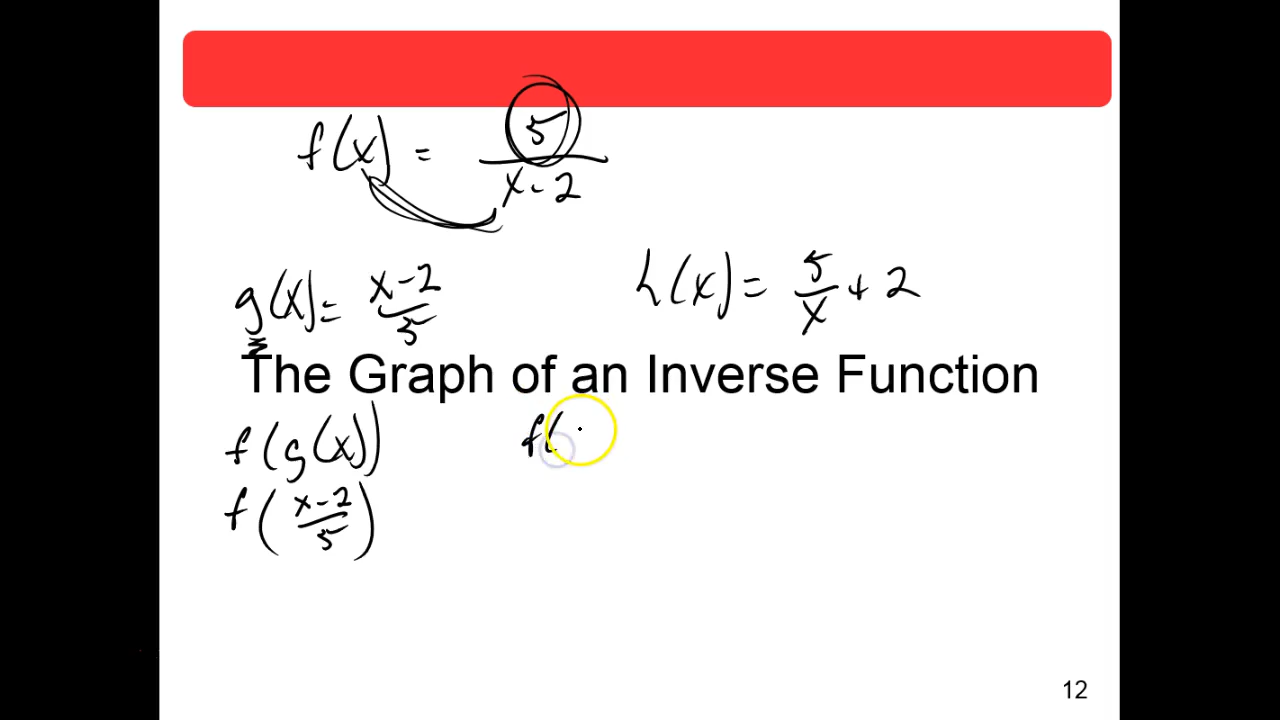 f(x) = 5/(x-2)
g(x) = (x-2)/5
h(x) = 5/x + 2
The Graph of an Inverse Function
f(g(x))
f(
f((x-2)/5)
12